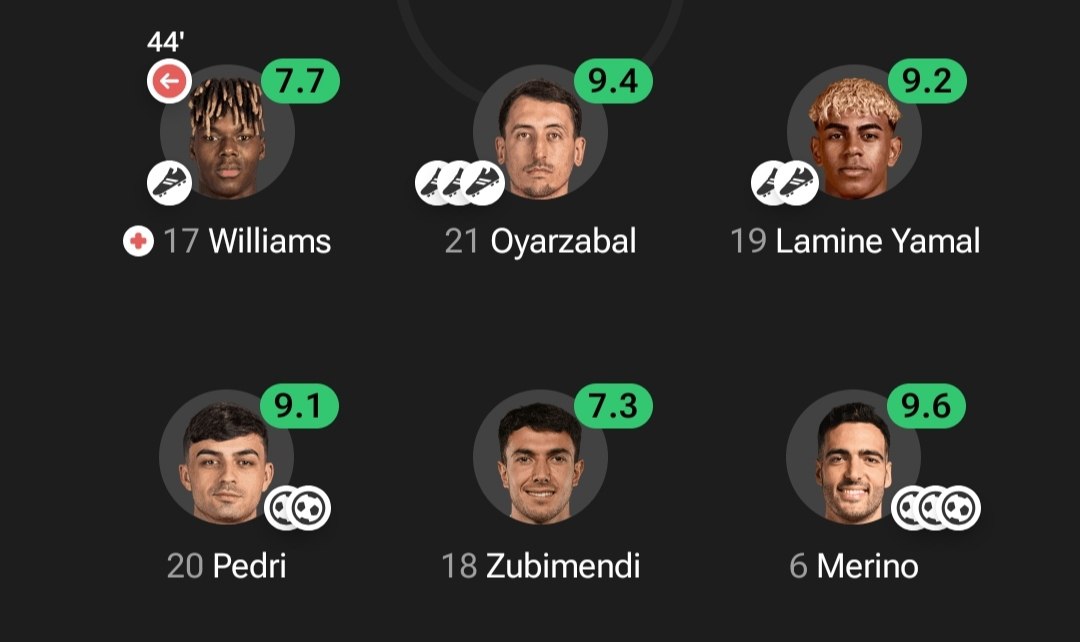 44'
7.7 9.4 9.2
17 Williams 21 Oyarzabal 19 Lamine Yamal
9.1 7.3 9.6
20 Pedri 18 Zubimendi 6 Merino